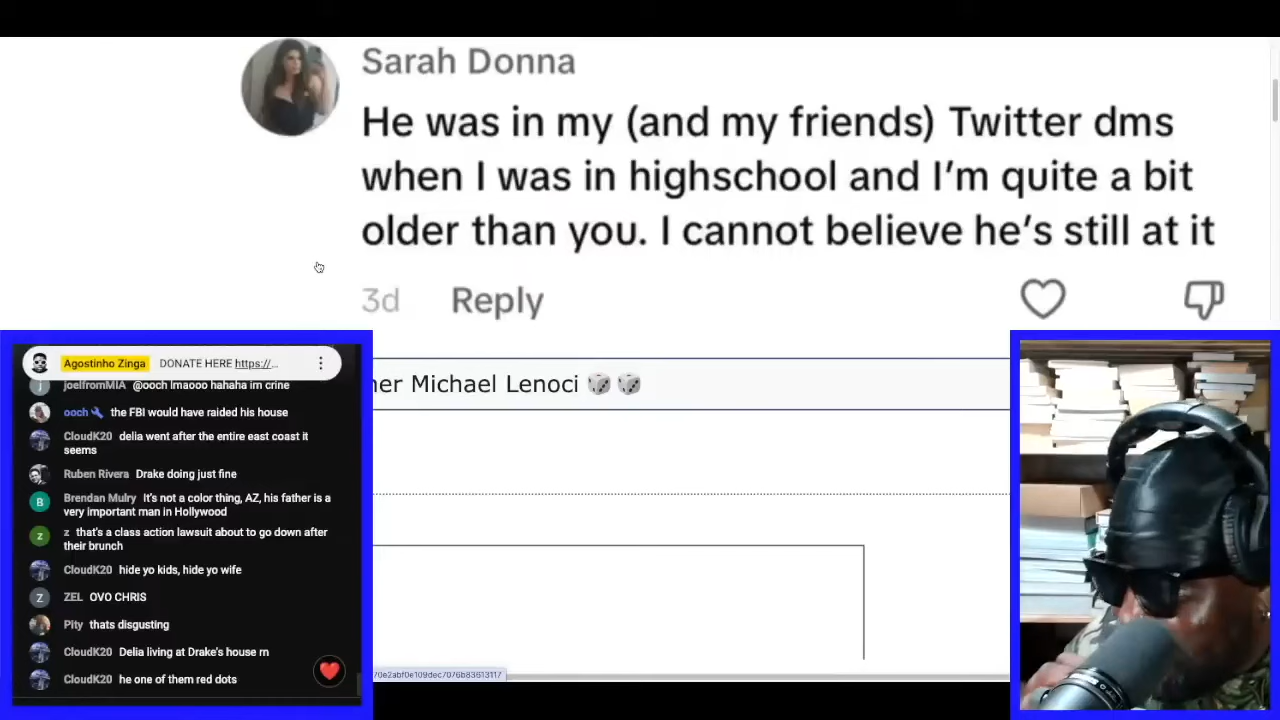 Sarah Donna
He was in my (and my friends) Twitter dms
when I was in highschool and I'm quite a bit
older than you. I cannot believe he's still at it
3d Reply
Agostinho Zinga DONATE HERE https://...
joelfromMIA @ooch lmaooo hahaha im crine
ooch the FBI would have raided his house
CloudK20 delia went after the entire east coast it
seems
Ruben Rivera Drake doing just fine
B Brendan Mulry It's not a color thing, AZ, his father is a
very important man in Hollywood
z z that's a class action lawsuit about to go down after
their brunch
CloudK20 hide yo kids, hide yo wife
Z ZEL OVO CHRIS
Pity thats disgusting
CloudK20 Delia living at Drake's house rn
CloudK20 he one of them red dots
her Michael Lenoci 🎲🎲
70e2abf0e109dec7076b83613117